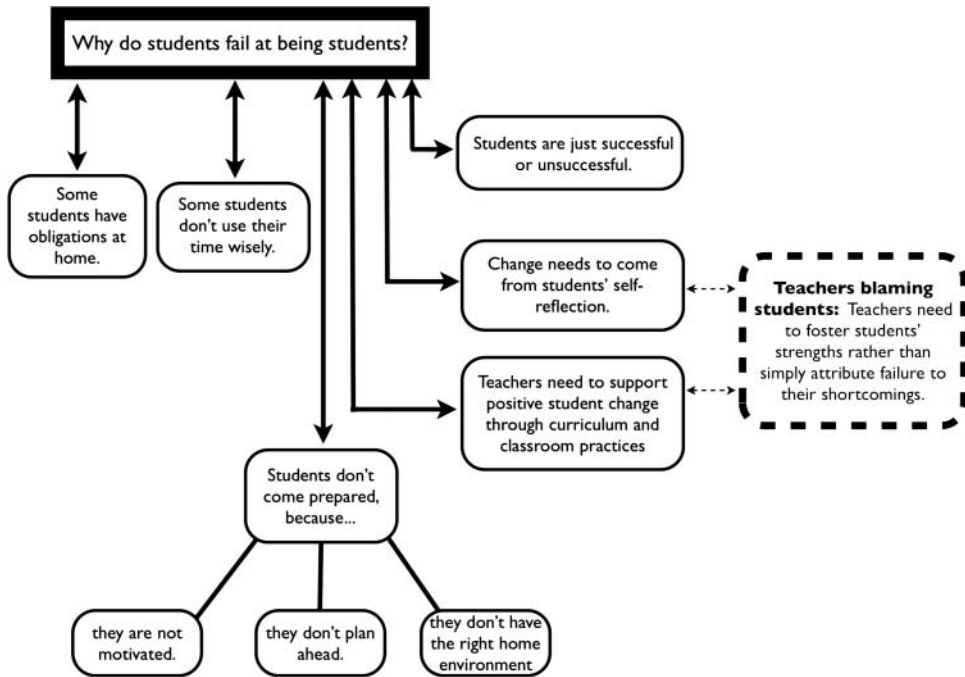 Why do students fail at being students?
Students are just successful
or unsuccessful.
Some
students have
obligations at
home.
Some students
don't use their
time wisely.
Change needs to come
from students' self-
reflection.
Teachers blaming
students: Teachers need
to foster students'
strengths rather than
simply attribute failure to
their shortcomings.
Teachers need to support
positive student change
through curriculum and
classroom practices
Students don't
come prepared,
because...
they are not
motivated.
they don't plan
ahead.
they don't have
the right home
environment